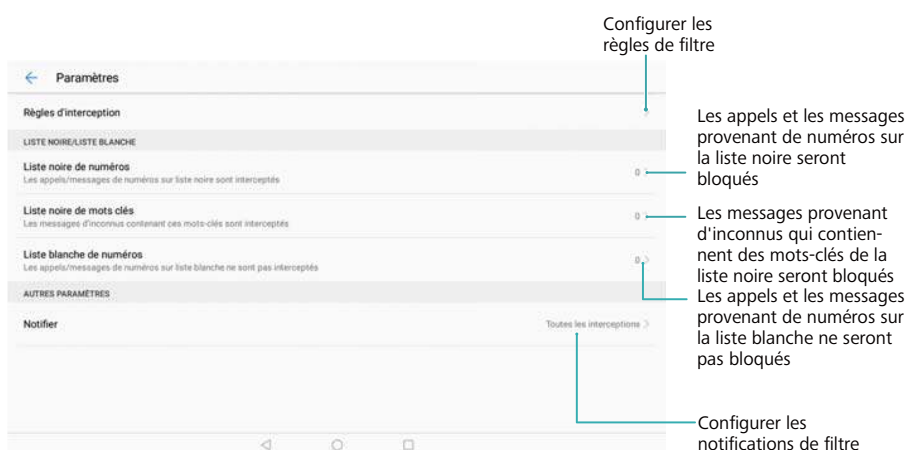 Configurer les
règles de filtre
Paramètres
Règles d'interception
LISTE NOIRE/LISTE BLANCHE
Liste noire de numéros
Les appels/messages de numéros sur liste noire sont interceptés
0
Les appels et les messages
provenant de numéros sur
la liste noire seront
bloqués
Liste noire de mots clés
Les messages d'inconnus contenant ces mots-clés sont interceptés
0
Les messages provenant
d'inconnus qui contien-
nent des mots-clés de la
liste noire seront bloqués
Liste blanche de numéros
Les appels/messages de numéros sur liste blanche ne sont pas interceptés
0
Les appels et les messages
provenant de numéros sur
la liste blanche ne seront
pas bloqués
AUTRES PARAMÈTRES
Notifier
Toutes les interceptions
Configurer les
notifications de filtre